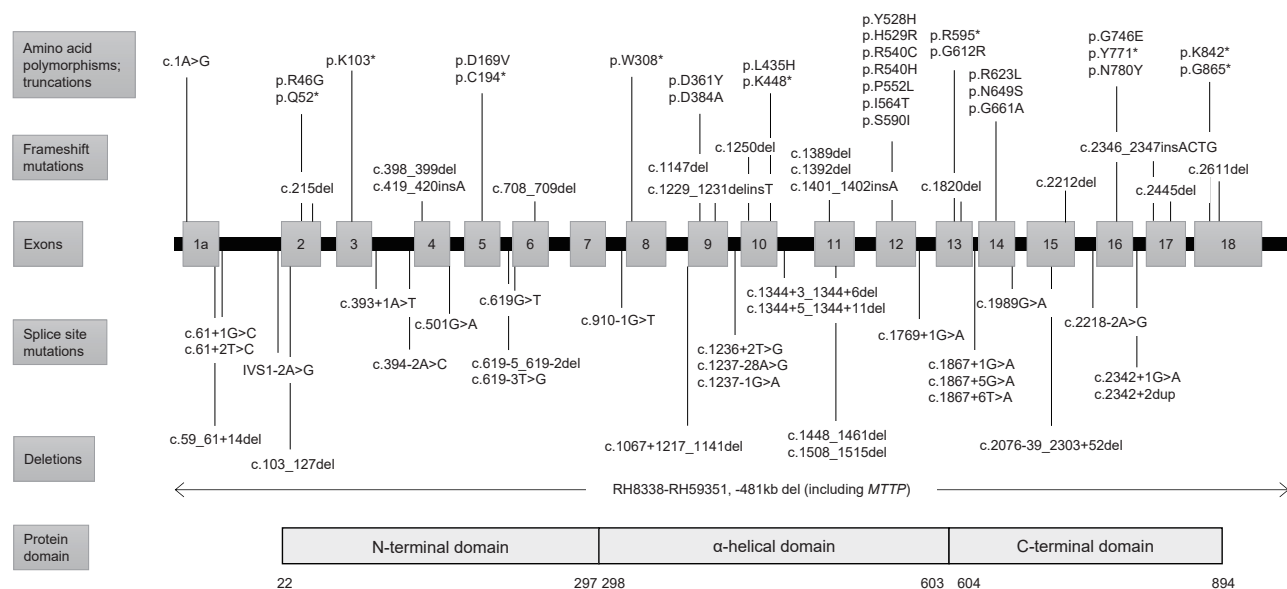 Amino acid
polymorphisms;
truncations
c.1A>G
p.R46G
p.Q52*
p.K103*
p.D169V
p.C194*
p.W308*
p.D361Y
p.D384A
p.L435H
p.K448*
p.Y528H
p.H529R
p.R540C
p.R540H
p.P552L
p.I564T
p.S590I
p.R595*
p.G612R
p.R623L
p.N649S
p.G661A
p.G746E
p.Y771*
p.N780Y
p.K842*
p.G865*
Frameshift
mutations
c.215del
c.398_399del
c.419_420insA
c.708_709del
c.1147del
c.1229_1231delinsT
c.1250del
c.1389del
c.1392del
c.1401_1402insA
c.1820del
c.2212del
c.2346_2347insACTG
c.2445del
c.2611del
Exons
1a
2
3
4
5
6
7
8
9
10
11
12
13
14
15
16
17
18
Splice site
mutations
c.61+1G>C
c.61+2T>C
IVS1-2A>G
c.393+1A>T
c.394-2A>C
c.501G>A
c.619G>T
c.619-5_619-2del
c.619-3T>G
c.910-1G>T
c.1236+2T>G
c.1237-28A>G
c.1237-1G>A
c.1344+3_1344+6del
c.1344+5_1344+11del
c.1769+1G>A
c.1867+1G>A
c.1867+5G>A
c.1867+6T>A
c.1989G>A
c.2218-2A>G
c.2342+1G>A
c.2342+2dup
Deletions
c.59_61+14del
c.103_127del
c.1067+1217_1141del
c.1448_1461del
c.1508_1515del
c.2076-39_2303+52del
RH8338-RH59351, -481kb del (including MTTP)
Protein
domain
N-terminal domain
α-helical domain
C-terminal domain
22
297
298
603
604
894